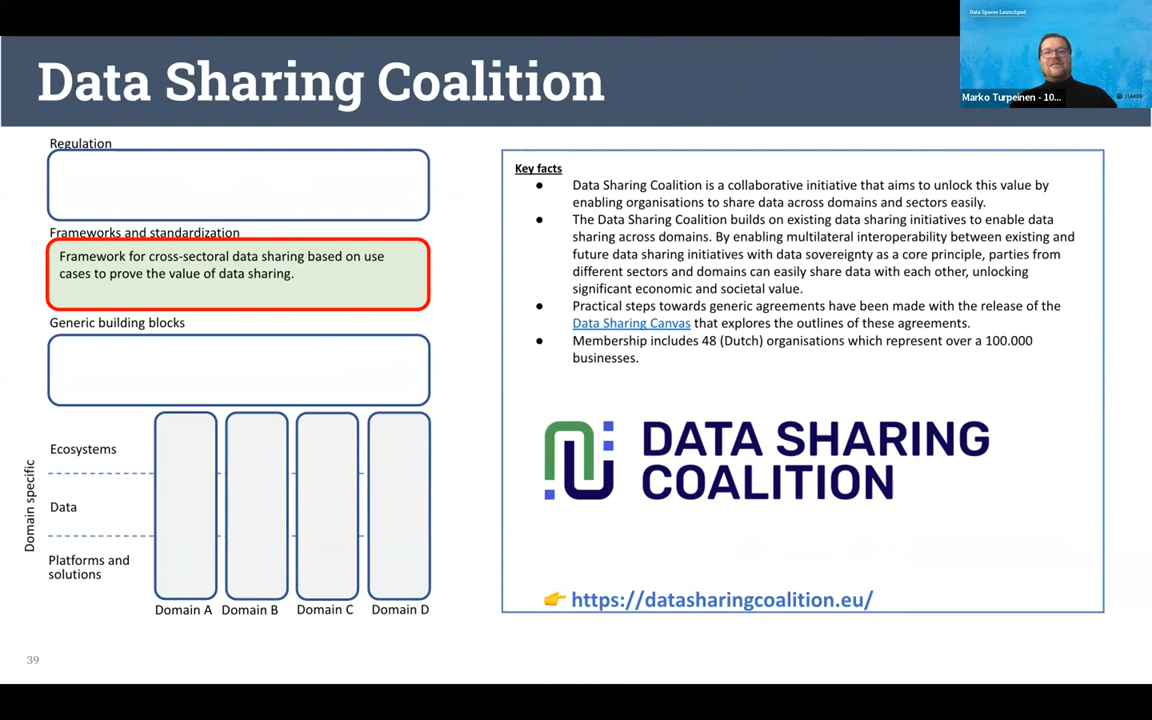 Data Spaces Launchpad
Marko Turpeinen - 10...
Data Sharing Coalition
Regulation
Frameworks and standardization
Framework for cross-sectoral data sharing based on use
cases to prove the value of data sharing.
Generic building blocks
Domain specific
Ecosystems
Data
Platforms and
solutions
Domain A
Domain B
Domain C
Domain D
Key facts
● Data Sharing Coalition is a collaborative initiative that aims to unlock this value by
enabling organisations to share data across domains and sectors easily.
● The Data Sharing Coalition builds on existing data sharing initiatives to enable data
sharing across domains. By enabling multilateral interoperability between existing and
future data sharing initiatives with data sovereignty as a core principle, parties from
different sectors and domains can easily share data with each other, unlocking
significant economic and societal value.
● Practical steps towards generic agreements have been made with the release of the
Data Sharing Canvas that explores the outlines of these agreements.
● Membership includes 48 (Dutch) organisations which represent over a 100.000
businesses.
DATA SHARING
COALITION
👉 https://datasharingcoalition.eu/
39